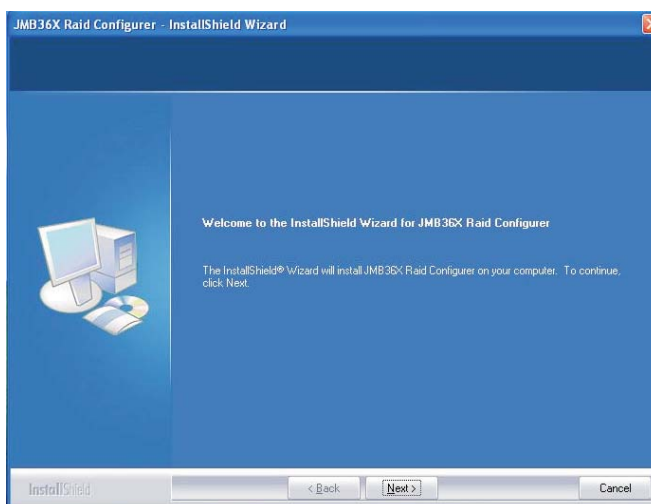 JMB36X Raid Configurer - InstallShield Wizard
Welcome to the InstallShield Wizard for JMB36X Raid Configurer
The InstallShield® Wizard will install JMB36X Raid Configurer on your computer. To continue,
click Next.
InstallShield
< Back
Next >
Cancel